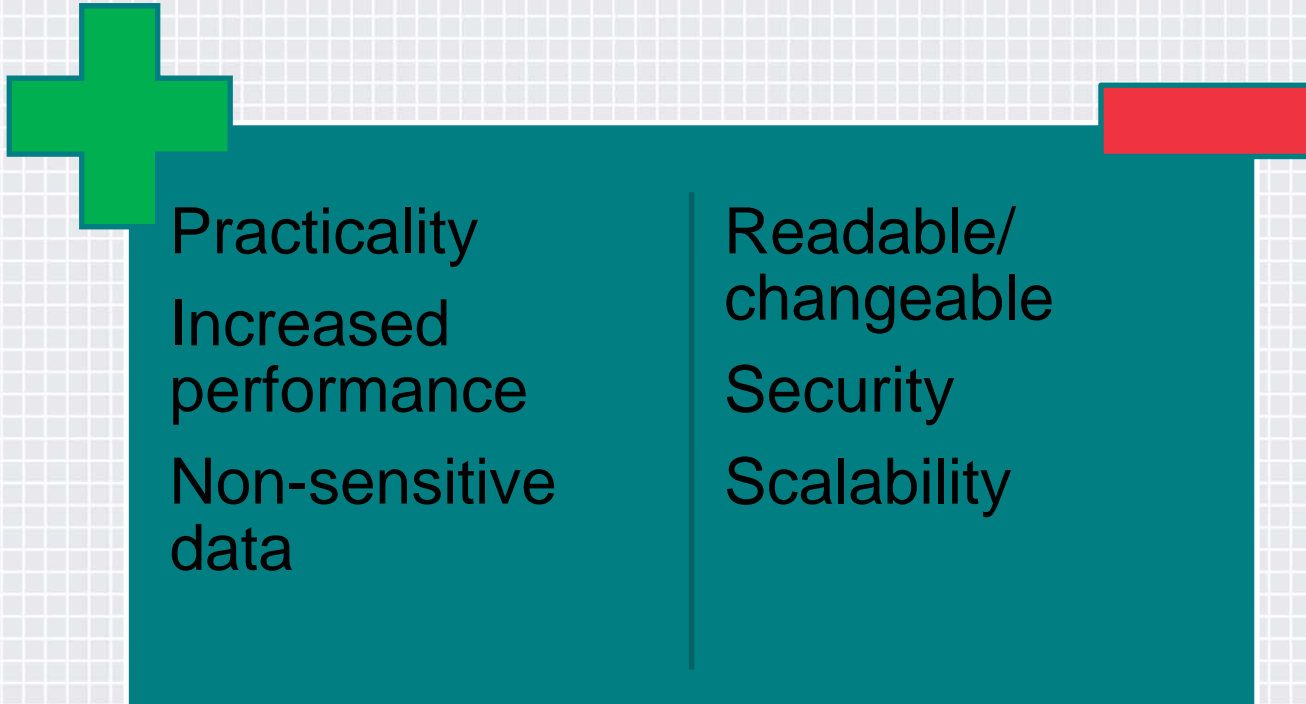 Practicality
Increased
performance
Non-sensitive
data
Readable/
changeable
Security
Scalability